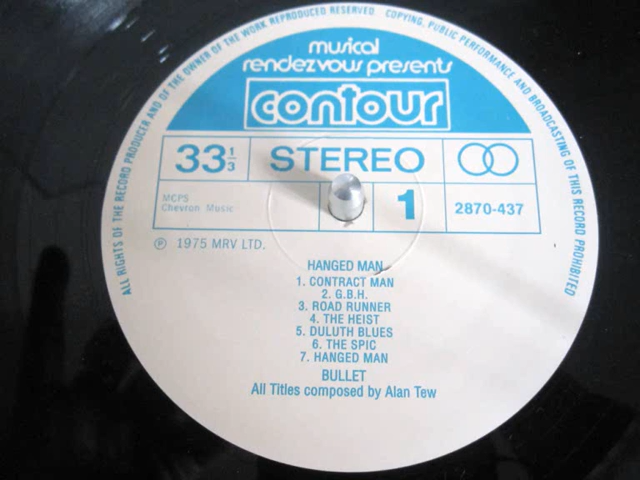 ALL RIGHTS OF THE RECORD PRODUCER AND OF THE OWNER OF THE WORK REPRODUCED RESERVED. COPYING, PUBLIC PERFORMANCE AND BROADCASTING OF THIS RECORD PROHIBITED
musical
rendezvous presents
contour
33 1/3 STEREO
MCPS
Chevron Music
1
2870-437
℗ 1975 MRV LTD.
HANGED MAN
1. CONTRACT MAN
2. G.B.H.
3. ROAD RUNNER
4. THE HEIST
5. DULUTH BLUES
6. THE SPIC
7. HANGED MAN
BULLET
All Titles composed by Alan Tew